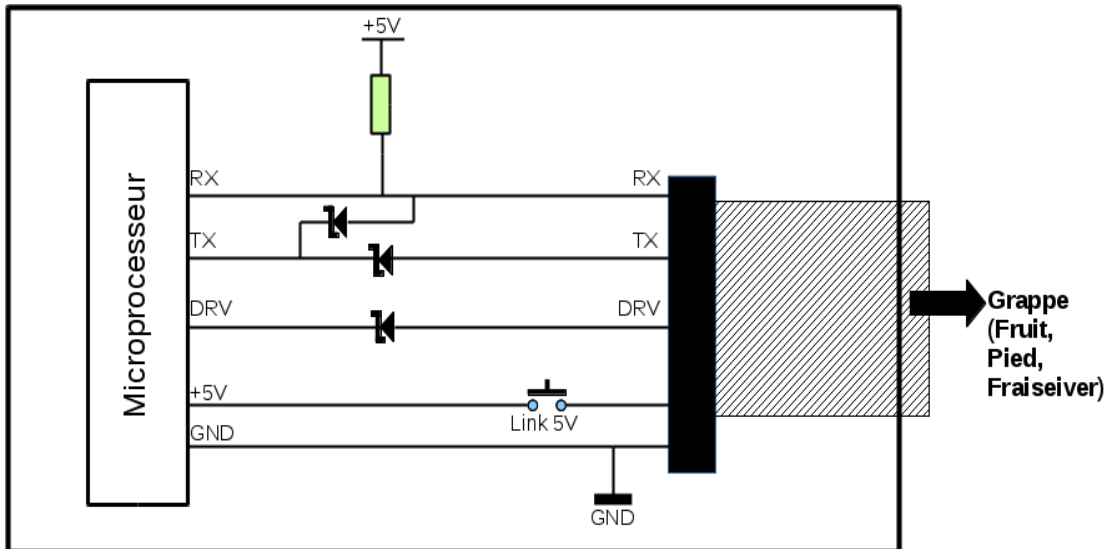 +5V
Microprocesseur
RX
RX
TX
TX
DRV
DRV
+5V
Link 5V
GND
GND
Grappe
(Fruit,
Pied,
Fraiseiver)